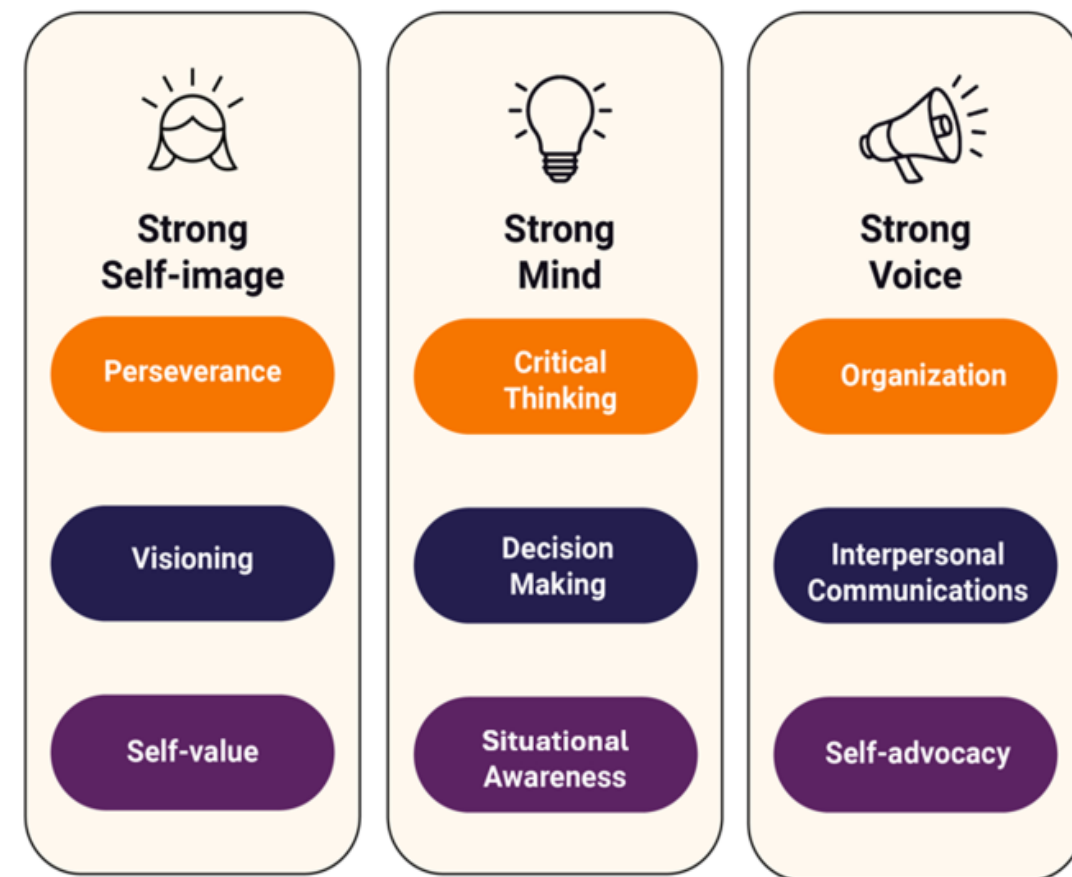 Strong
Self-image
Perseverance
Visioning
Self-value
Strong
Mind
Critical
Thinking
Decision
Making
Situational
Awareness
Strong
Voice
Organization
Interpersonal
Communications
Self-advocacy